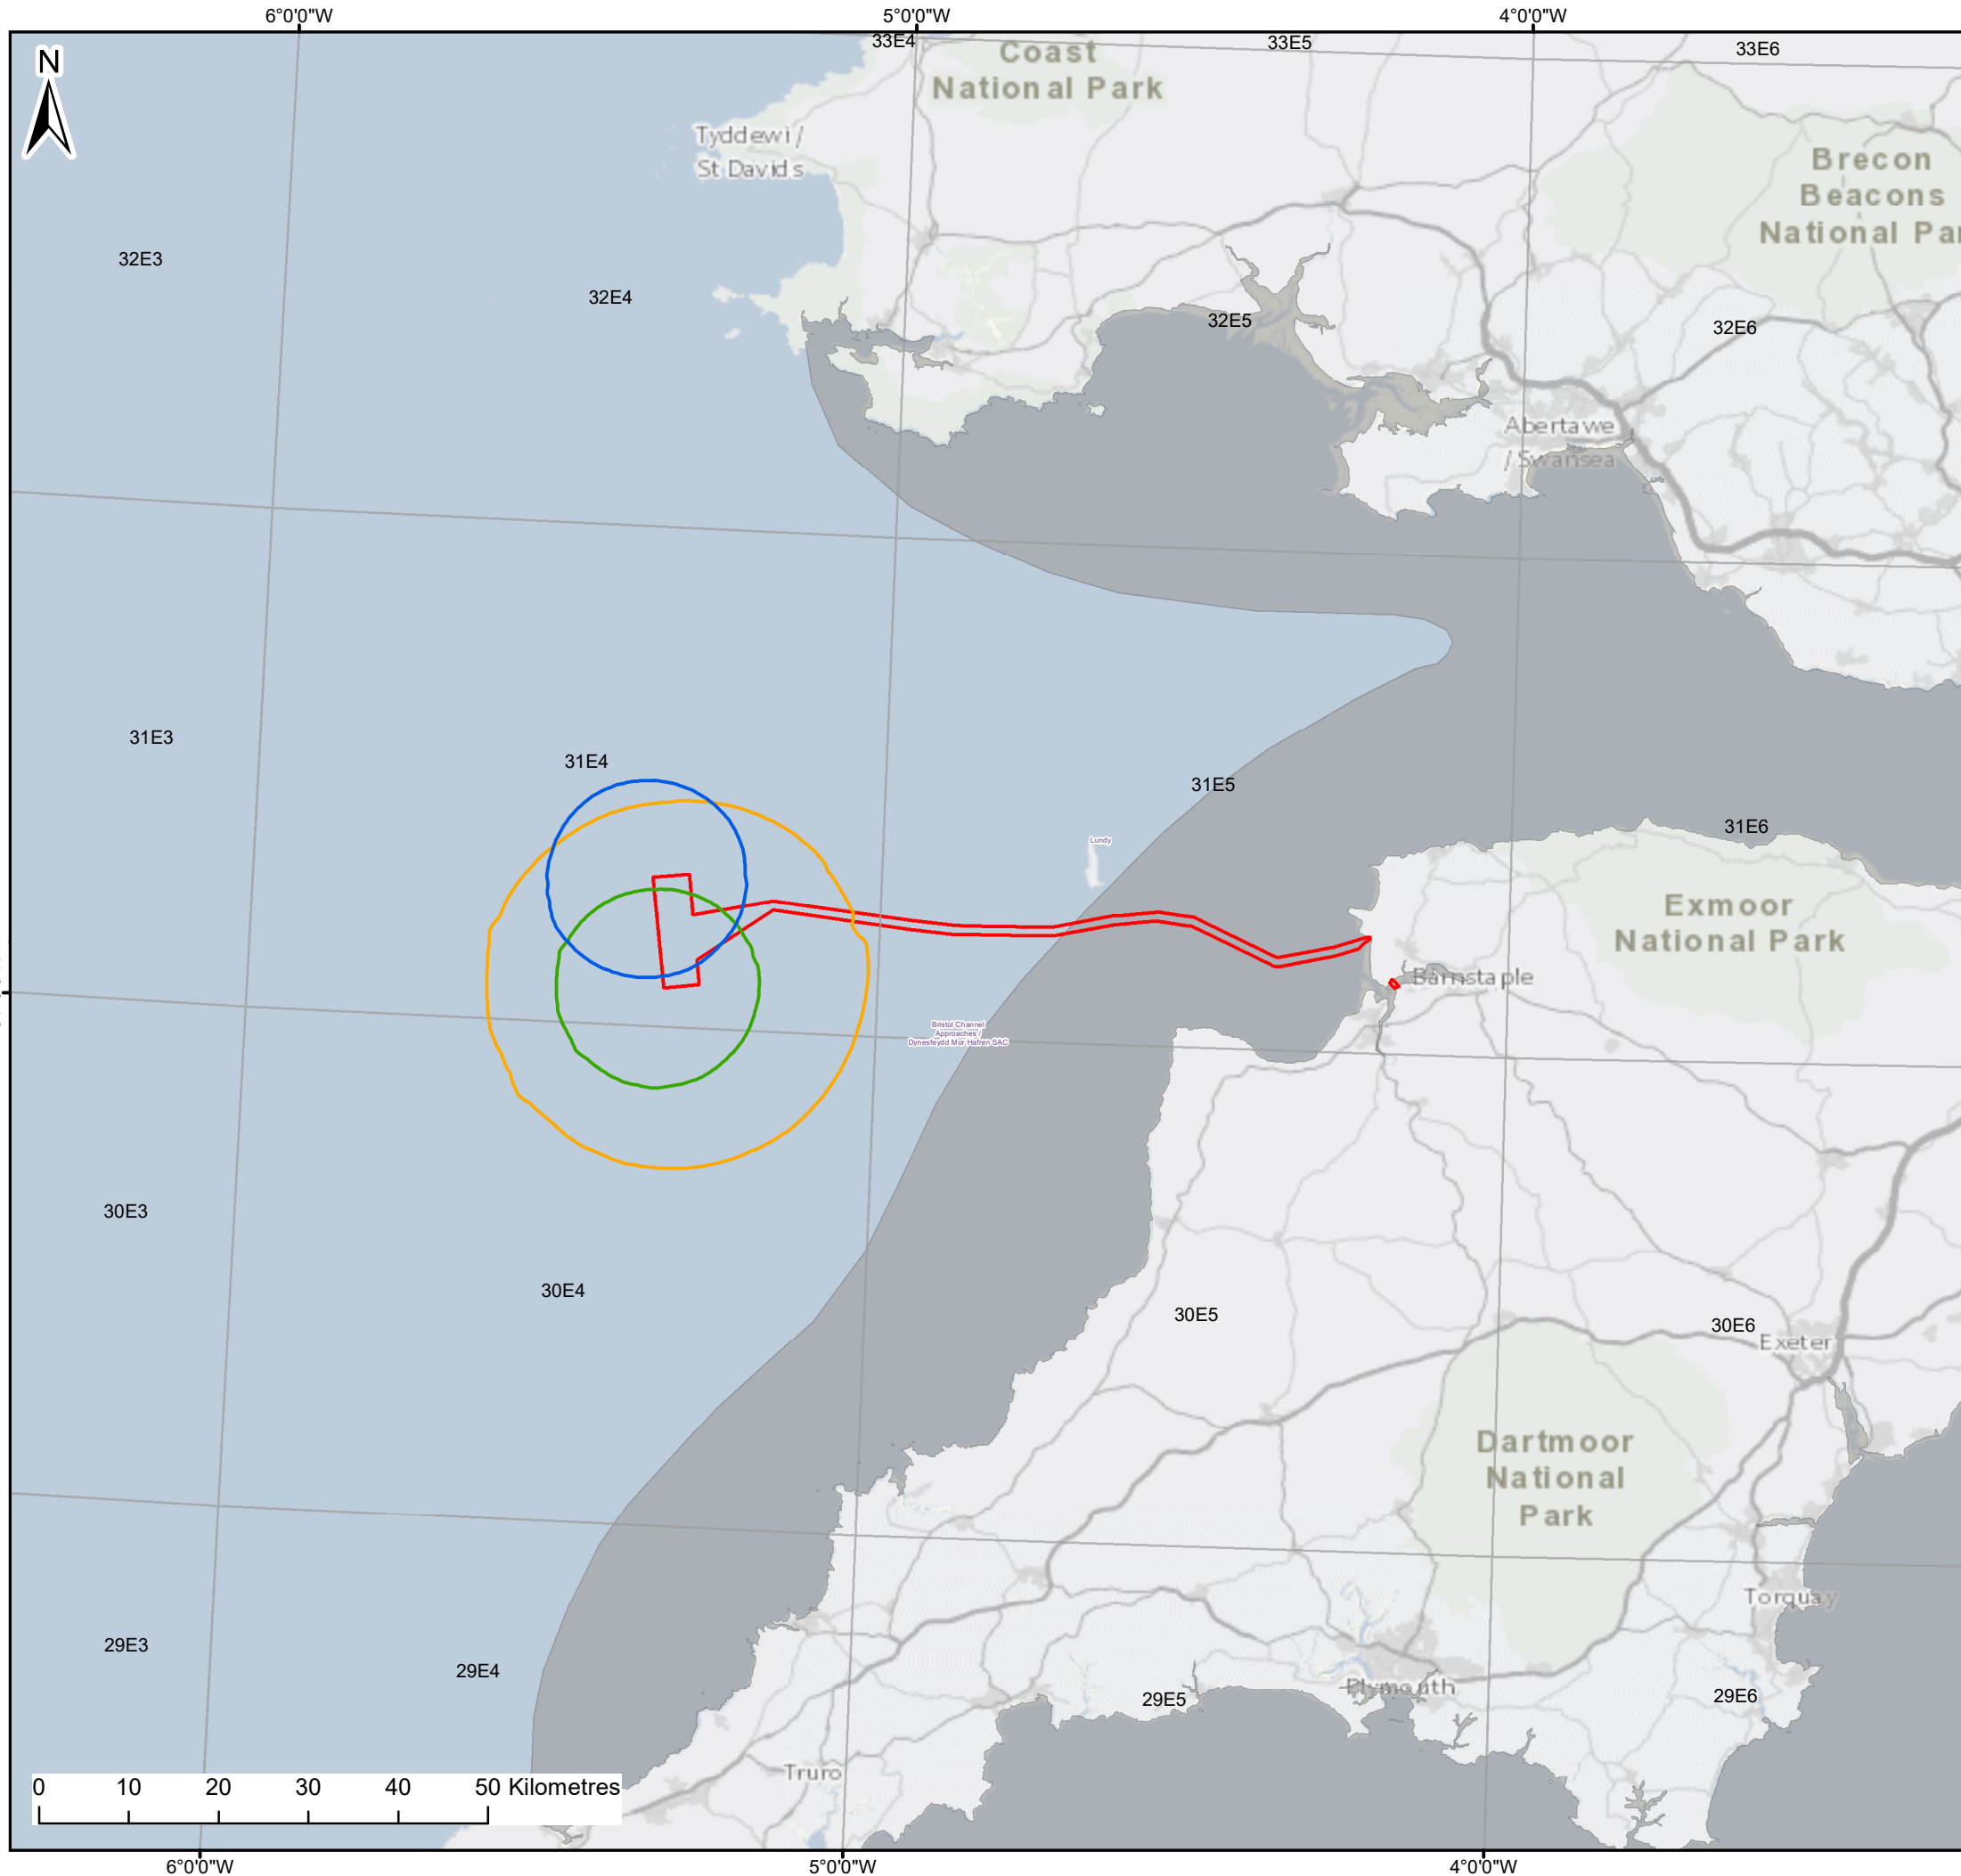 6°0'0"W
5°0'0"W
4°0'0"W
33E4
33E5
33E6
N
Coast
National Park
Tyddewi /
St Davids
Brecon
Beacons
National Par
32E3
32E4
32E5
32E6
Abertawe
/ Swansea
31E3
31E4
31E5
31E6
Lundy
Exmoor
National Park
Barnstaple
Bristol Channel
Approaches /
Dynesfeydd Môr Hafren SAC
30E3
30E4
30E5
30E6
Exeter
Dartmoor
National
Park
Torquay
29E3
29E4
29E5
29E6
Plymouth
Truro
0 10 20 30 40 50 Kilometres
6°0'0"W
5°0'0"W
4°0'0"W